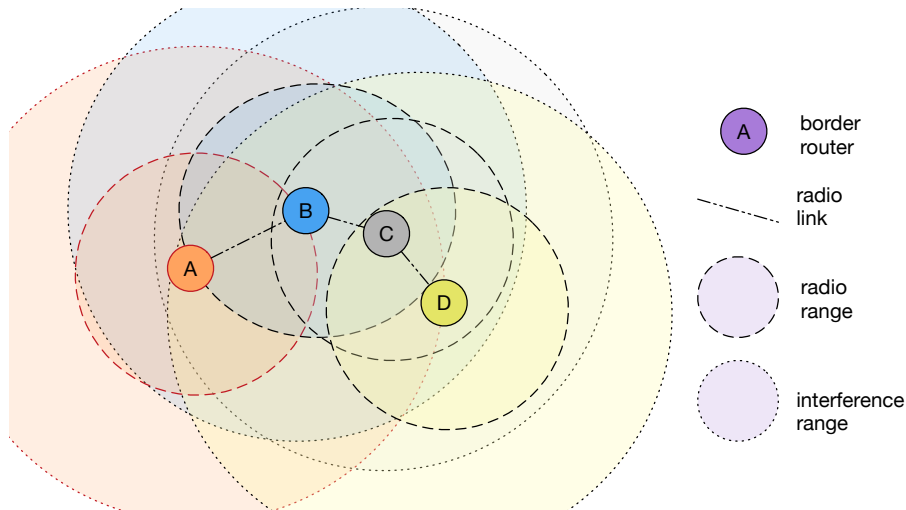 A
B
C
D
A
border
router
radio
link
radio
range
interference
range